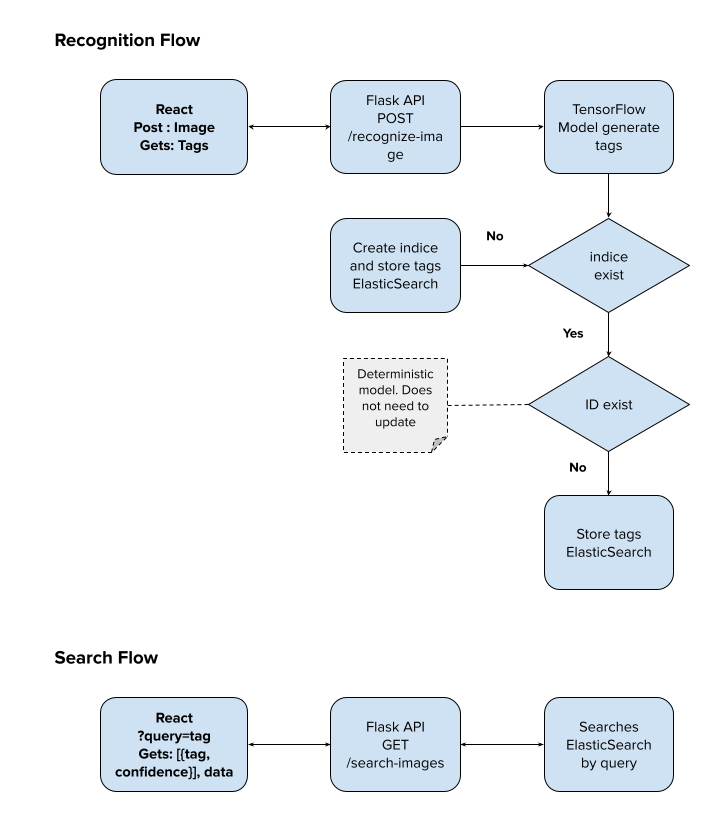 Recognition Flow
React
Post : Image
Gets: Tags
Flask API
POST
/recognize-ima
ge
TensorFlow
Model generate
tags
Create indice
and store tags
ElasticSearch
No
indice
exist
Yes
Deterministic
model. Does
not need to
update
ID exist
No
Store tags
ElasticSearch
Search Flow
React
?query=tag
Gets: [{tag,
confidence}], data
Flask API
GET
/search-images
Searches
ElasticSearch
by query